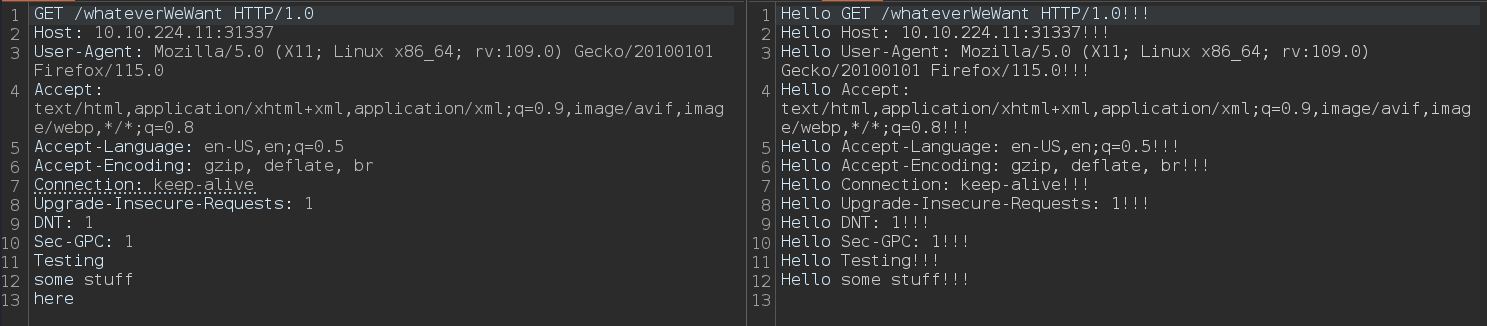 1 GET /whateverWeWant HTTP/1.0
2 Host: 10.10.224.11:31337
3 User-Agent: Mozilla/5.0 (X11; Linux x86_64; rv:109.0) Gecko/20100101
Firefox/115.0
4 Accept:
text/html,application/xhtml+xml,application/xml;q=0.9,image/avif,imag
e/webp,*/*;q=0.8
5 Accept-Language: en-US,en;q=0.5
6 Accept-Encoding: gzip, deflate, br
7 Connection: keep-alive
8 Upgrade-Insecure-Requests: 1
9 DNT: 1
10 Sec-GPC: 1
11 Testing
12 some stuff
13 here
1 Hello GET /whateverWeWant HTTP/1.0!!!
2 Hello Host: 10.10.224.11:31337!!!
3 Hello User-Agent: Mozilla/5.0 (X11; Linux x86_64; rv:109.0)
Gecko/20100101 Firefox/115.0!!!
4 Hello Accept:
text/html,application/xhtml+xml,application/xml;q=0.9,image/avif,imag
e/webp,*/*;q=0.8!!!
5 Hello Accept-Language: en-US,en;q=0.5!!!
6 Hello Accept-Encoding: gzip, deflate, br!!!
7 Hello Connection: keep-alive!!!
8 Hello Upgrade-Insecure-Requests: 1!!!
9 Hello DNT: 1!!!
10 Hello Sec-GPC: 1!!!
11 Hello Testing!!!
12 Hello some stuff!!!
13